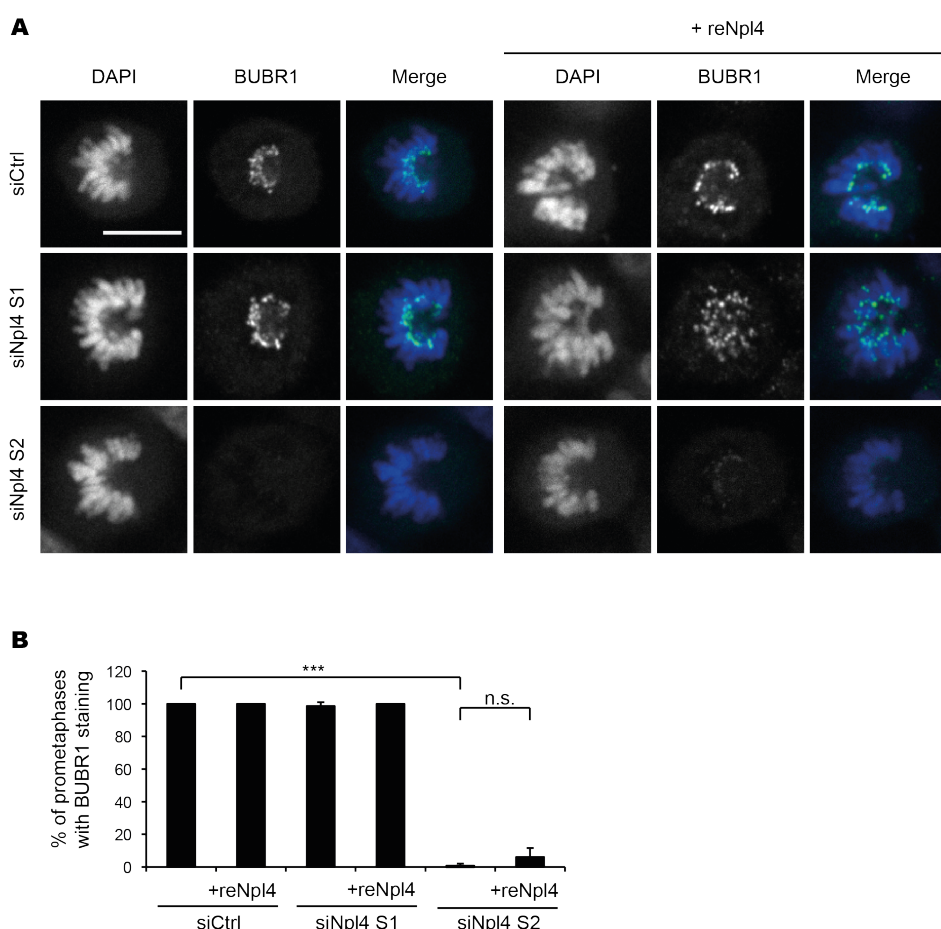 A
+ reNpl4
DAPI BUBR1 Merge DAPI BUBR1 Merge
siCtrl
siNpl4 S1
siNpl4 S2
B
% of prometaphases
with BUBR1 staining
120
100
80
60
40
20
0
***
n.s.
+reNpl4 +reNpl4 +reNpl4
siCtrl siNpl4 S1 siNpl4 S2